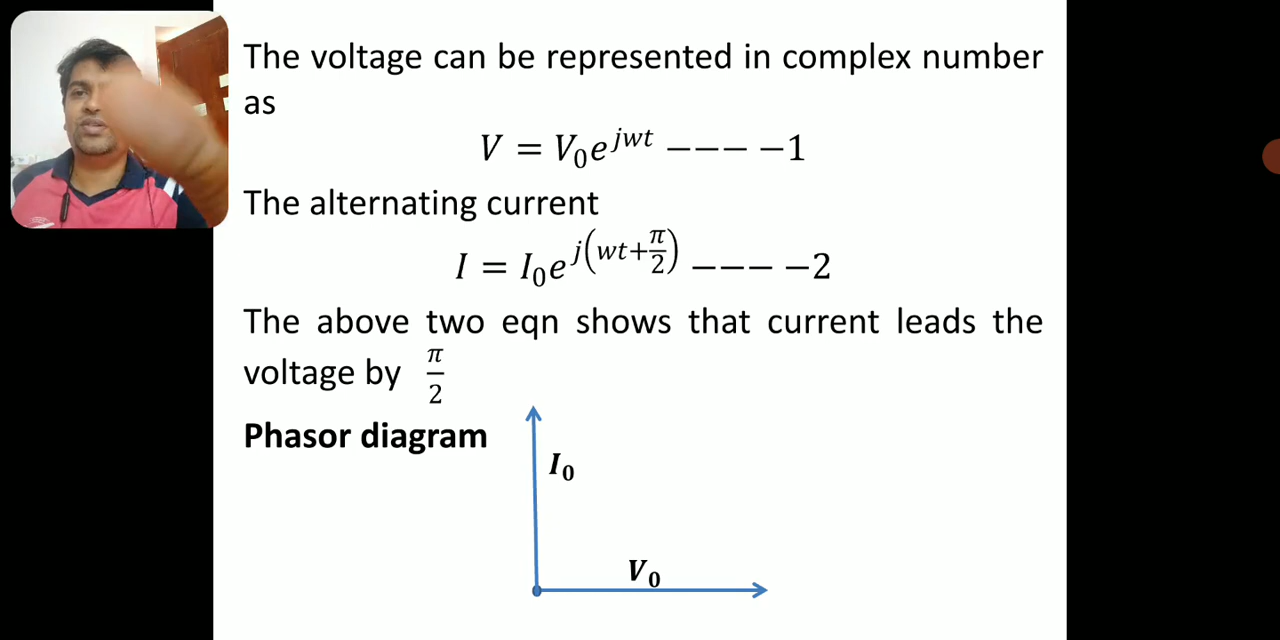 The voltage can be represented in complex number
as
V = V₀e^{jwt} −−− −1
The alternating current
I = I₀e^{j(wt+π/2)} −−− −2
The above two eqn shows that current leads the
voltage by π/2
Phasor diagram
I₀
V₀